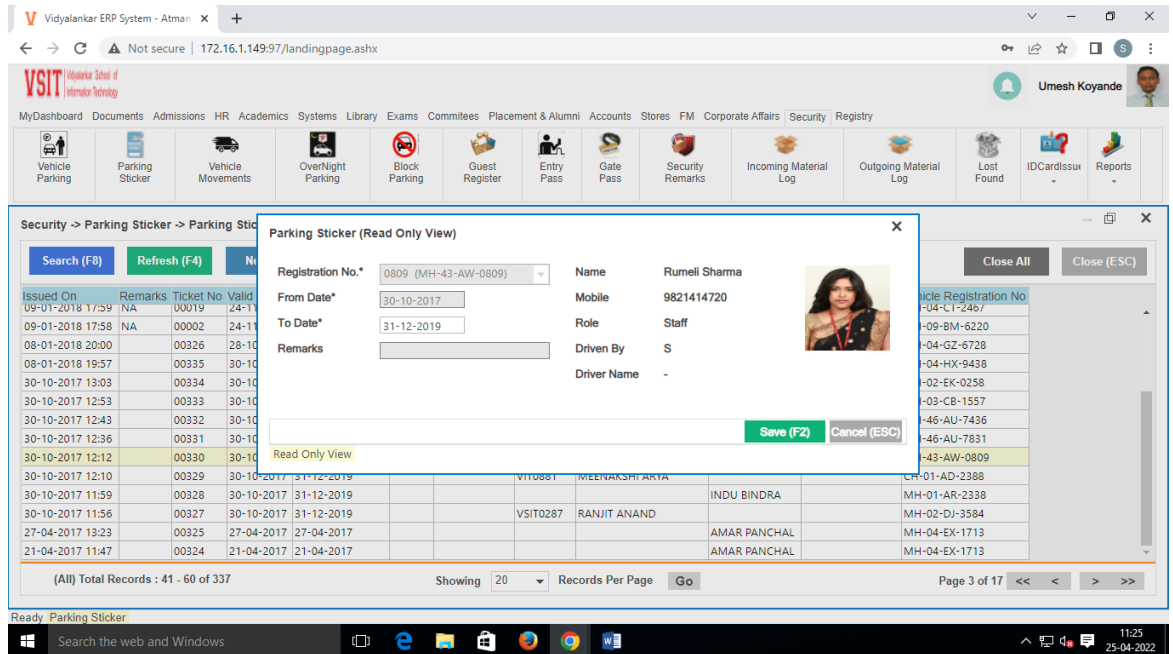 Vidyalankar ERP System - Atman
Not secure | 172.16.1.149:97/landingpage.ashx
S
VSIT Vidyalankar School of
Information Technology
Umesh Koyande
MyDashboard Documents Admissions HR Academics Systems Library Exams Commitees Placement & Alumni Accounts Stores FM Corporate Affairs Security Registry
Vehicle Parking
Parking Sticker
Vehicle Movements
OverNight Parking
Block Parking
Guest Register
Entry Pass
Gate Pass
Security Remarks
Incoming Material Log
Outgoing Material Log
Lost Found
IDCardIssue
Reports
Security -> Parking Sticker -> Parking Stic
Search (F8) Refresh (F4) Close All Close (ESC)
Parking Sticker (Read Only View)
Registration No.* 0809 (MH-43-AW-0809) Name Rumeli Sharma
From Date* 30-10-2017 Mobile 9821414720
To Date* 31-12-2019 Role Staff
Remarks Driven By S
Driver Name -
Save (F2) Cancel (ESC)
Read Only View
Issued On Remarks Ticket No Valid hicle Registration No
09-01-2018 17:59 NA 00019 24-11 -04-CT-2467
09-01-2018 17:58 NA 00002 24-11 -09-BM-6220
08-01-2018 20:00 00326 28-10 -04-GZ-6728
08-01-2018 19:57 00335 30-10 -04-HX-9438
30-10-2017 13:03 00334 30-10 -02-EK-0258
30-10-2017 12:53 00333 30-10 -03-CB-1557
30-10-2017 12:43 00332 30-10 -46-AU-7436
30-10-2017 12:36 00331 30-10 -46-AU-7831
30-10-2017 12:12 00330 30-10 -43-AW-0809
30-10-2017 12:10 00329 30-10-2017 31-12-2019 VIT0881 MEENAKSHI ARYA CH-01-AD-2388
30-10-2017 11:59 00328 30-10-2017 31-12-2019 INDU BINDRA MH-01-AR-2338
30-10-2017 11:56 00327 30-10-2017 31-12-2019 VSIT0287 RANJIT ANAND MH-02-DJ-3584
27-04-2017 13:23 00325 27-04-2017 27-04-2017 AMAR PANCHAL MH-04-EX-1713
21-04-2017 11:47 00324 21-04-2017 21-04-2017 AMAR PANCHAL MH-04-EX-1713
(All) Total Records : 41 - 60 of 337 Showing 20 Records Per Page Go Page 3 of 17 << < > >>
Ready Parking Sticker
Search the web and Windows
11:25
25-04-2022